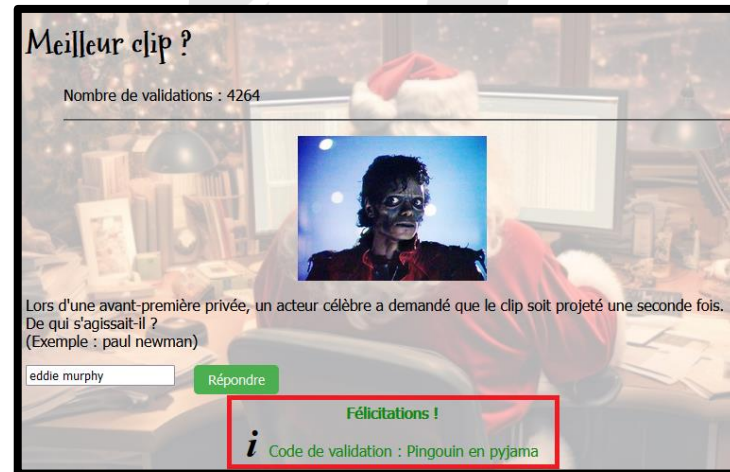 Meilleur clip ?
Nombre de validations : 4264
Lors d'une avant-première privée, un acteur célèbre a demandé que le clip soit projeté une seconde fois.
De qui s'agissait-il ?
(Exemple : paul newman)
eddie murphy
Répondre
Félicitations !
i Code de validation : Pingouin en pyjama